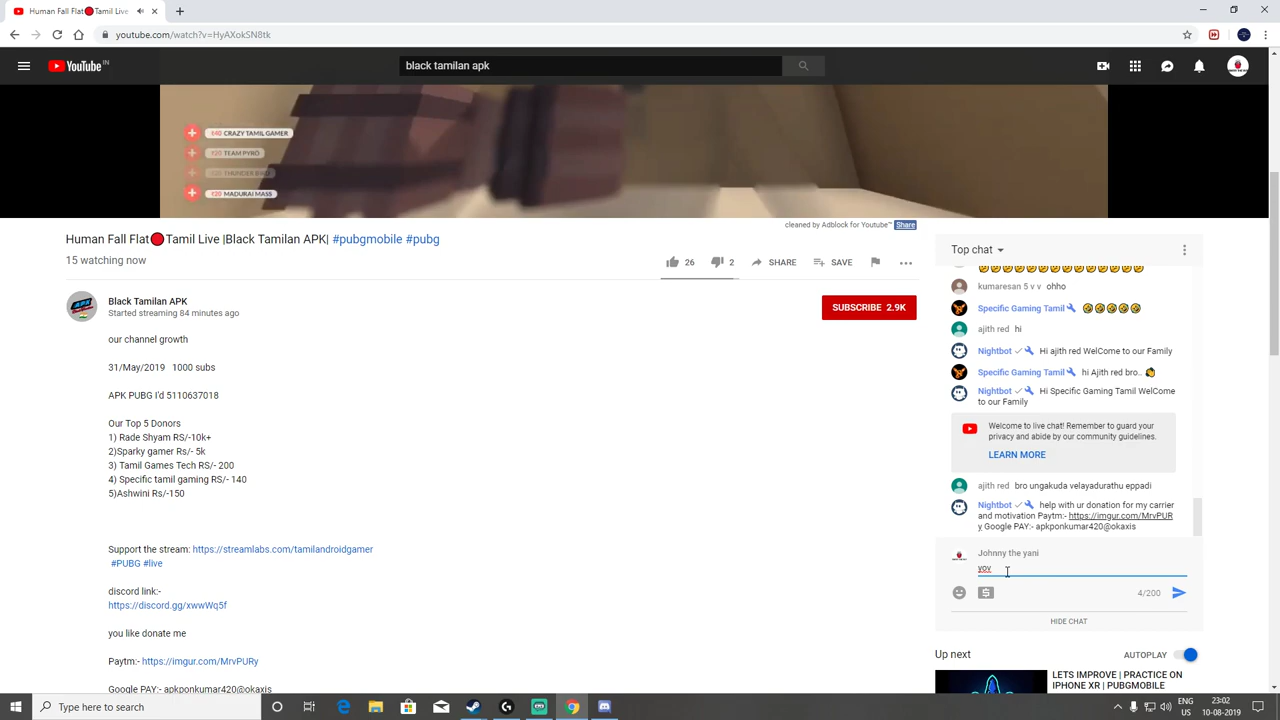 Human Fall Flat🔴Tamil Live
youtube.com/watch?v=HyAXokSN8tk
YouTube IN
black tamilan apk
₹40 CRAZY TAMIL GAMER
₹20 TEAM PYRO
₹20 MADURAI MASS
cleaned by Adblock for Youtube™ Share
Human Fall Flat🔴Tamil Live |Black Tamilan APK| #pubgmobile #pubg
15 watching now
26
2
SHARE
SAVE
Black Tamilan APK
Started streaming 84 minutes ago
SUBSCRIBE 2.9K
our channel growth
31/May/2019 1000 subs
APK PUBG I'd 5110637018
Our Top 5 Donors
1) Rade Shyam RS/-10k+
2)Sparky gamer Rs/- 5k
3) Tamil Games Tech RS/- 200
4) Specific tamil gaming RS/- 140
5)Ashwini Rs/-150
Support the stream: https://streamlabs.com/tamilandroidgamer
#PUBG #live
discord link:-
https://discord.gg/xwwWq5f
you like donate me
Paytm:- https://imgur.com/MrvPURy
Google PAY:- apkponkumar420@okaxis
Top chat
🤣🤣🤣🤣🤣🤣🤣🤣🤣🤣🤣🤣🤣🤣
kumaresan 5 v v ohho
Specific Gaming Tamil 🤣🤣🤣🤣🤣
ajith red hi
Nightbot Hi ajith red WelCome to our Family
Specific Gaming Tamil hi Ajith red bro..
Nightbot Hi Specific Gaming Tamil WelCome
to our Family
Welcome to live chat! Remember to guard your
privacy and abide by our community guidelines.
LEARN MORE
ajith red bro ungakuda velayadurathu eppadi
Nightbot help with ur donation for my carrier
and motivation Paytm:- https://imgur.com/MrvPUR
y Google PAY:- apkponkumar420@okaxis
Johnny the yani
yov
4/200
HIDE CHAT
Up next
AUTOPLAY
LETS IMPROVE | PRACTICE ON
IPHONE XR | PUBGMOBILE
Type here to search
ENG
US
23:02
10-08-2019